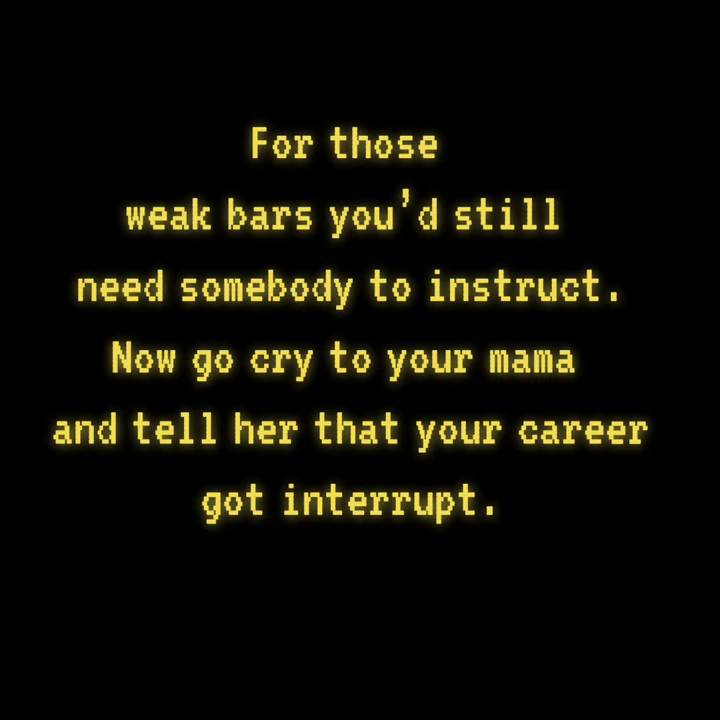 For those
weak bars you'd still
need somebody to instruct.
Now go cry to your mama
and tell her that your career
got interrupt.